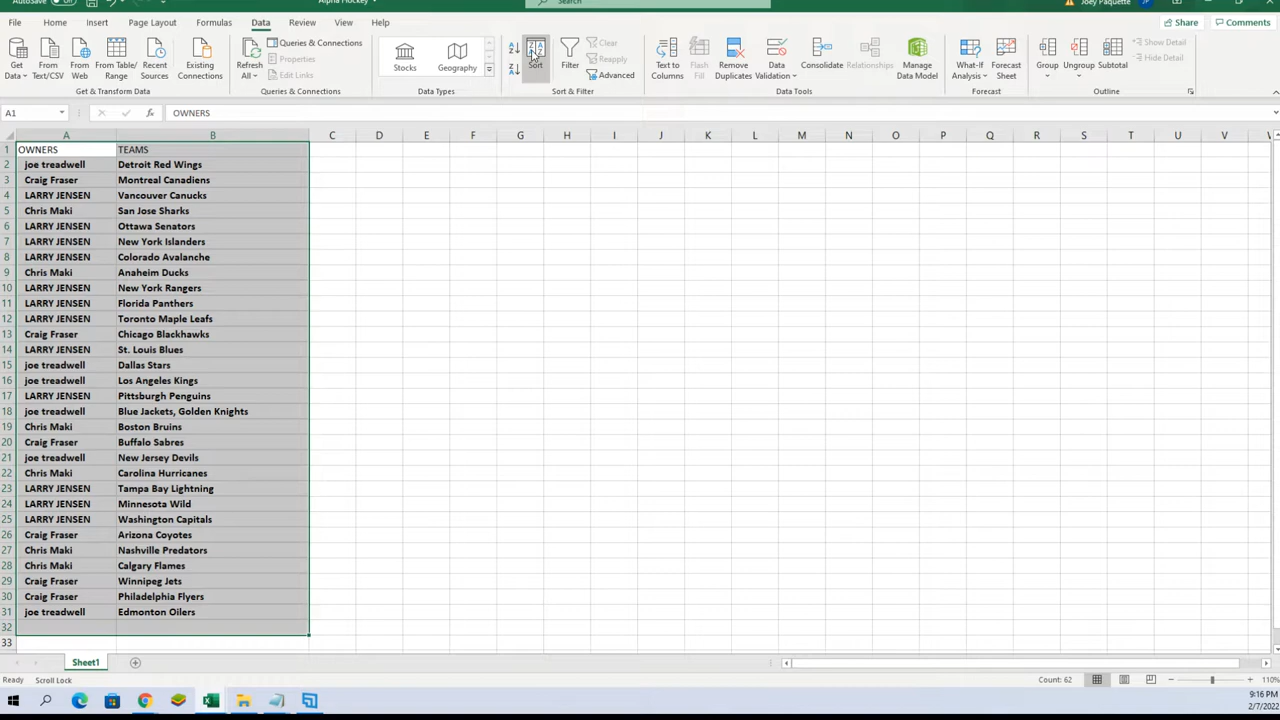 AutoSave Off Alpha Hockey Search Joey Paquette JP
File Home Insert Page Layout Formulas Data Review View Help Share Comments
Get Data
From Text/CSV
From Web
From Table/ Range
Recent Sources
Existing Connections
Get & Transform Data
Refresh All
Queries & Connections
Properties
Edit Links
Queries & Connections
Stocks
Geography
Data Types
Sort
Filter
Clear
Reapply
Advanced
Sort & Filter
Text to Columns
Flash Fill
Remove Duplicates
Data Validation
Consolidate
Relationships
Manage Data Model
Data Tools
What-If Analysis
Forecast Sheet
Forecast
Group
Ungroup
Subtotal
Show Detail
Hide Detail
Outline
A1 fx OWNERS
A B C D E F G H I J K L M N O P Q R S T U V
1 OWNERS TEAMS
2 joe treadwell Detroit Red Wings
3 Craig Fraser Montreal Canadiens
4 LARRY JENSEN Vancouver Canucks
5 Chris Maki San Jose Sharks
6 LARRY JENSEN Ottawa Senators
7 LARRY JENSEN New York Islanders
8 LARRY JENSEN Colorado Avalanche
9 Chris Maki Anaheim Ducks
10 LARRY JENSEN New York Rangers
11 LARRY JENSEN Florida Panthers
12 LARRY JENSEN Toronto Maple Leafs
13 Craig Fraser Chicago Blackhawks
14 LARRY JENSEN St. Louis Blues
15 joe treadwell Dallas Stars
16 joe treadwell Los Angeles Kings
17 LARRY JENSEN Pittsburgh Penguins
18 joe treadwell Blue Jackets, Golden Knights
19 Chris Maki Boston Bruins
20 Craig Fraser Buffalo Sabres
21 joe treadwell New Jersey Devils
22 Chris Maki Carolina Hurricanes
23 LARRY JENSEN Tampa Bay Lightning
24 LARRY JENSEN Minnesota Wild
25 LARRY JENSEN Washington Capitals
26 Craig Fraser Arizona Coyotes
27 Chris Maki Nashville Predators
28 Chris Maki Calgary Flames
29 Craig Fraser Winnipeg Jets
30 Craig Fraser Philadelphia Flyers
31 joe treadwell Edmonton Oilers
32
33
Sheet1
Ready Scroll Lock Count: 62 110%
9:16 PM
2/7/2022